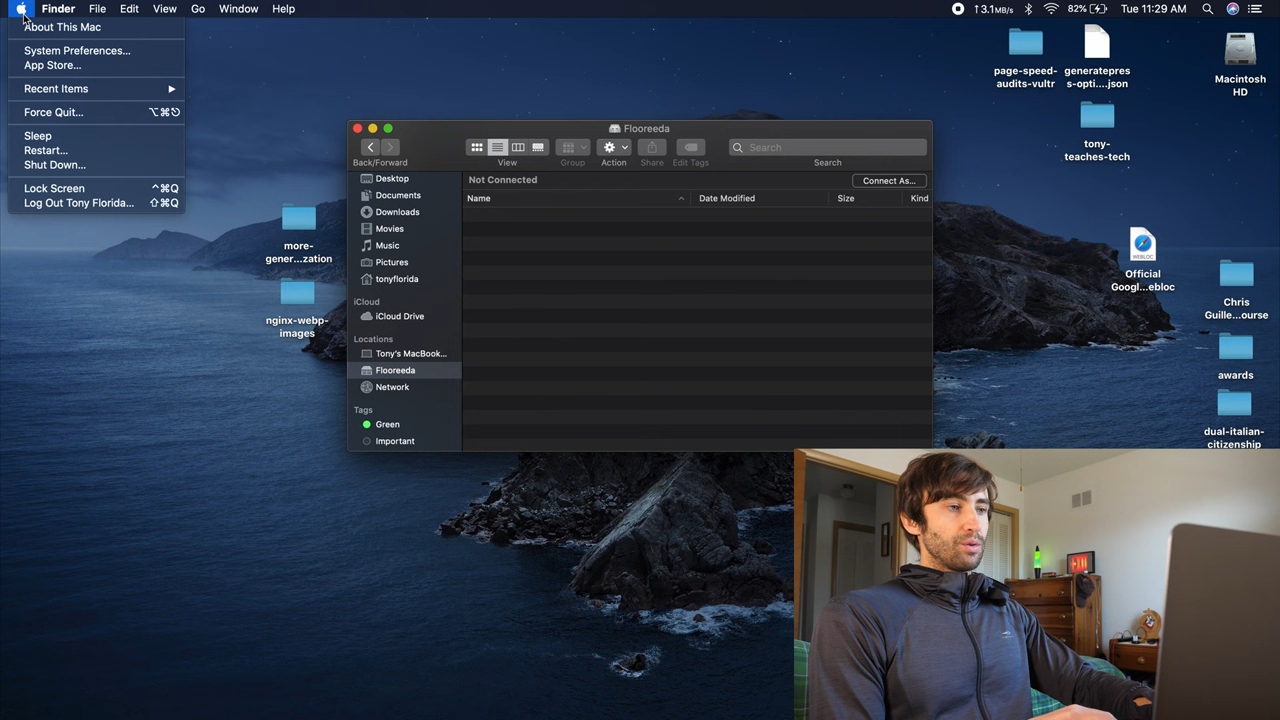 Finder File Edit View Go Window Help
3.1MB/s 82% Tue 11:29 AM
About This Mac
System Preferences...
App Store...
Recent Items
Force Quit... ⌥⌘⎋
Sleep
Restart...
Shut Down...
Lock Screen ^⌘Q
Log Out Tony Florida... ⇧⌘Q
more-
gener...zation
nginx-webp-
images
Flooreeda
Back/Forward
View
Group
Action
Share
Edit Tags
Search
Search
Desktop
Documents
Downloads
Movies
Music
Pictures
tonyflorida
iCloud
iCloud Drive
Locations
Tony's MacBook...
Flooreeda
Network
Tags
Green
Important
Not Connected
Connect As...
Name Date Modified Size Kind
page-speed-
audits-vultr
generatepres
s-opti....json
Macintosh
HD
tony-
teaches-tech
WEBLOC
Official
Googl...ebloc
Chris
Guille...ourse
awards
dual-italian-
citizenship